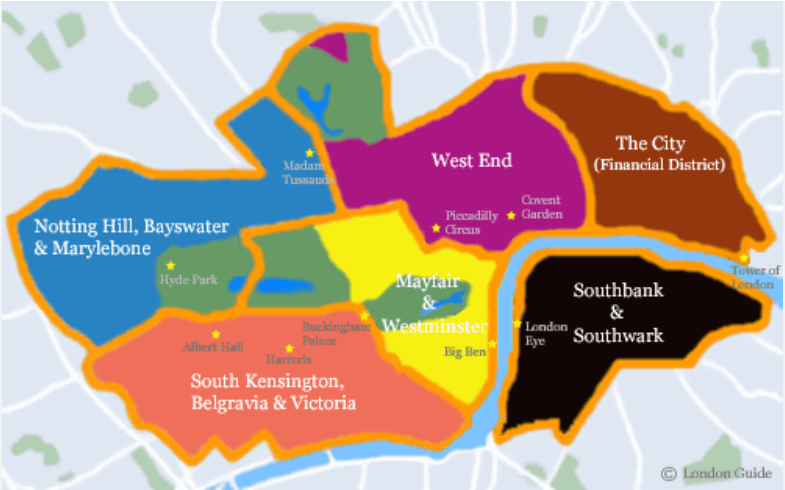 Madam
Tussauds
West End
The City
(Financial District)
Notting Hill, Bayswater
& Marylebone
Piccadilly
Circus
Covent
Garden
Hyde Park
Mayfair
&
Westminster
Tower of
London
Southbank
&
Southwark
Buckingham
Palace
London
Eye
Albert Hall
Harrods
Big Ben
South Kensington,
Belgravia & Victoria
© London Guide